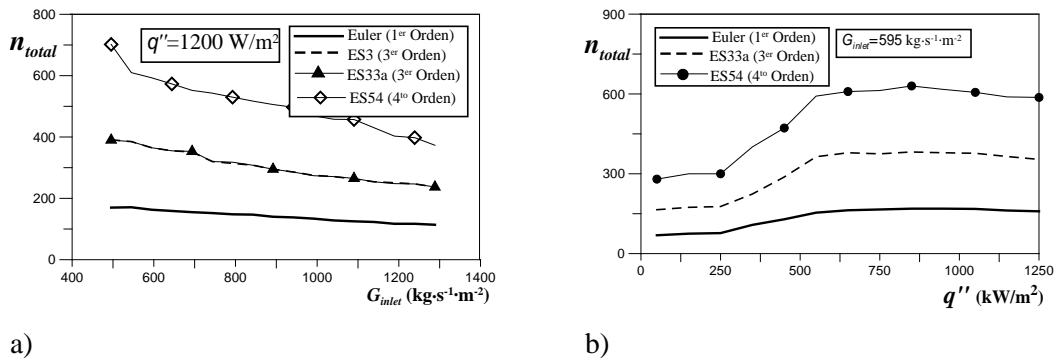 n_total
800
600
400
200
0
q''=1200 W/m²
Euler (1er Orden)
ES3 (3er Orden)
ES33a (3er Orden)
ES54 (4to Orden)
400 600 800 1000 1200 1400
G_inlet (kg·s⁻¹·m⁻²)
a)
n_total
900
600
300
0
Euler (1er Orden)
ES33a (3er Orden)
ES54 (4to Orden)
G_inlet=595 kg·s⁻¹·m⁻²
0 250 500 750 1000 1250
q'' (kW/m²)
b)